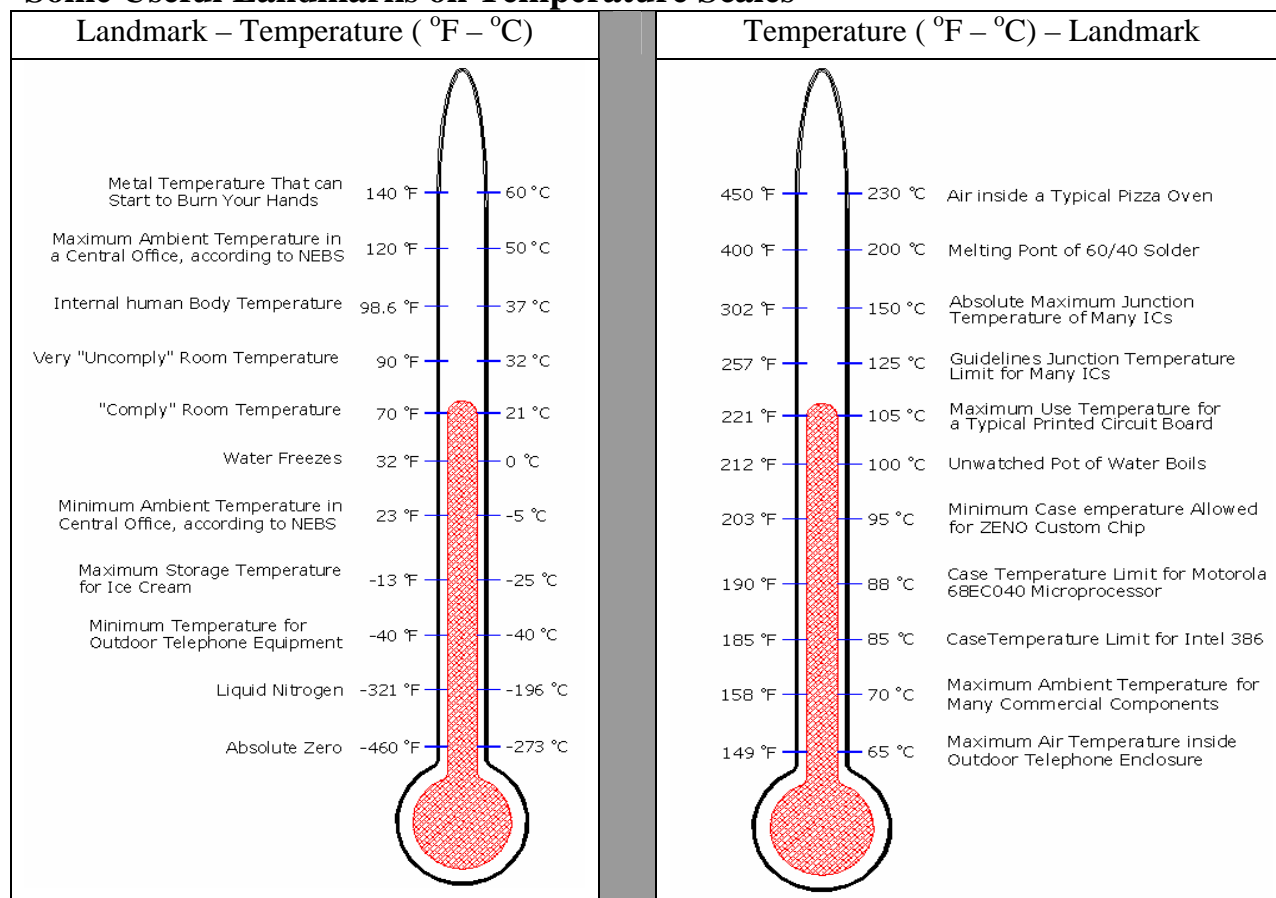 Some Useful Landmarks on Temperature Scales
Landmark – Temperature ( °F – °C)
Metal Temperature That can
Start to Burn Your Hands
140 °F
60 °C
Maximum Ambient Temperature in
a Central Office, according to NEBS
120 °F
50 °C
Internal human Body Temperature
98.6 °F
37 °C
Very "Uncomply" Room Temperature
90 °F
32 °C
"Comply" Room Temperature
70 °F
21 °C
Water Freezes
32 °F
0 °C
Minimum Ambient Temperature in
Central Office, according to NEBS
23 °F
-5 °C
Maximum Storage Temperature
for Ice Cream
-13 °F
-25 °C
Minimum Temperature for
Outdoor Telephone Equipment
-40 °F
-40 °C
Liquid Nitrogen
-321 °F
-196 °C
Absolute Zero
-460 °F
-273 °C
Temperature ( °F – °C) – Landmark
450 °F
230 °C
Air inside a Typical Pizza Oven
400 °F
200 °C
Melting Pont of 60/40 Solder
302 °F
150 °C
Absolute Maximum Junction
Temperature of Many ICs
257 °F
125 °C
Guidelines Junction Temperature
Limit for Many ICs
221 °F
105 °C
Maximum Use Temperature for
a Typical Printed Circuit Board
212 °F
100 °C
Unwatched Pot of Water Boils
203 °F
95 °C
Minimum Case emperature Allowed
for ZENO Custom Chip
190 °F
88 °C
Case Temperature Limit for Motorola
68EC040 Microprocessor
185 °F
85 °C
CaseTemperature Limit for Intel 386
158 °F
70 °C
Maximum Ambient Temperature for
Many Commercial Components
149 °F
65 °C
Maximum Air Temperature inside
Outdoor Telephone Enclosure